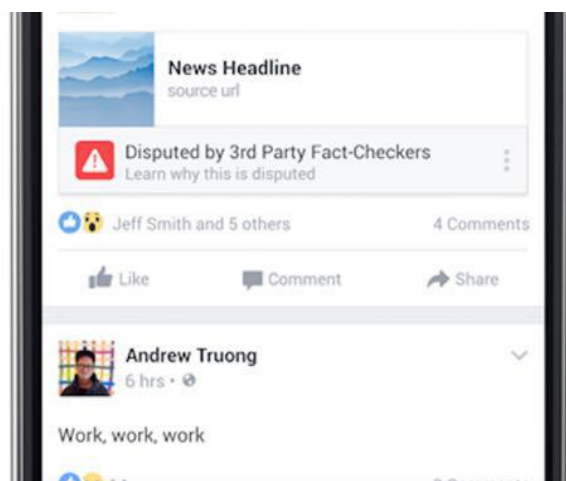 News Headline
source url
Disputed by 3rd Party Fact-Checkers
Learn why this is disputed
Jeff Smith and 5 others 4 Comments
Like Comment Share
Andrew Truong
6 hrs
Work, work, work